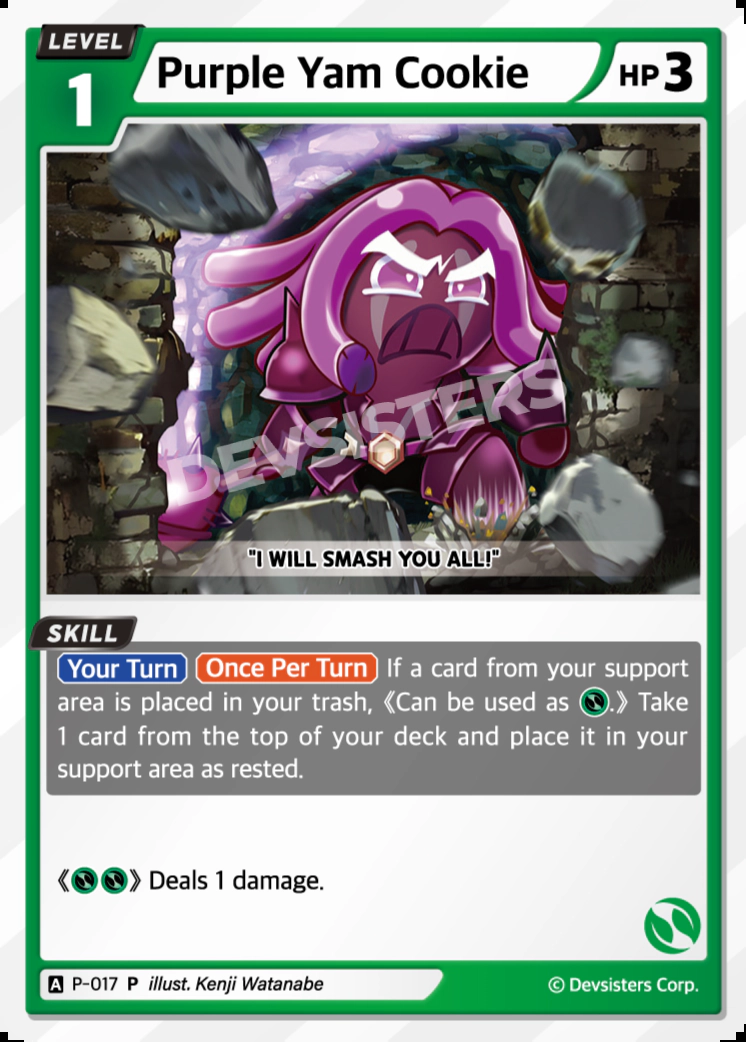 LEVEL
1
Purple Yam Cookie
HP 3
DEVSISTERS
"I WILL SMASH YOU ALL!"
SKILL
Your Turn Once Per Turn If a card from your support
area is placed in your trash, 《Can be used as .》 Take
1 card from the top of your deck and place it in your
support area as rested.
《 》 Deals 1 damage.
A P-017 P illust. Kenji Watanabe
© Devsisters Corp.